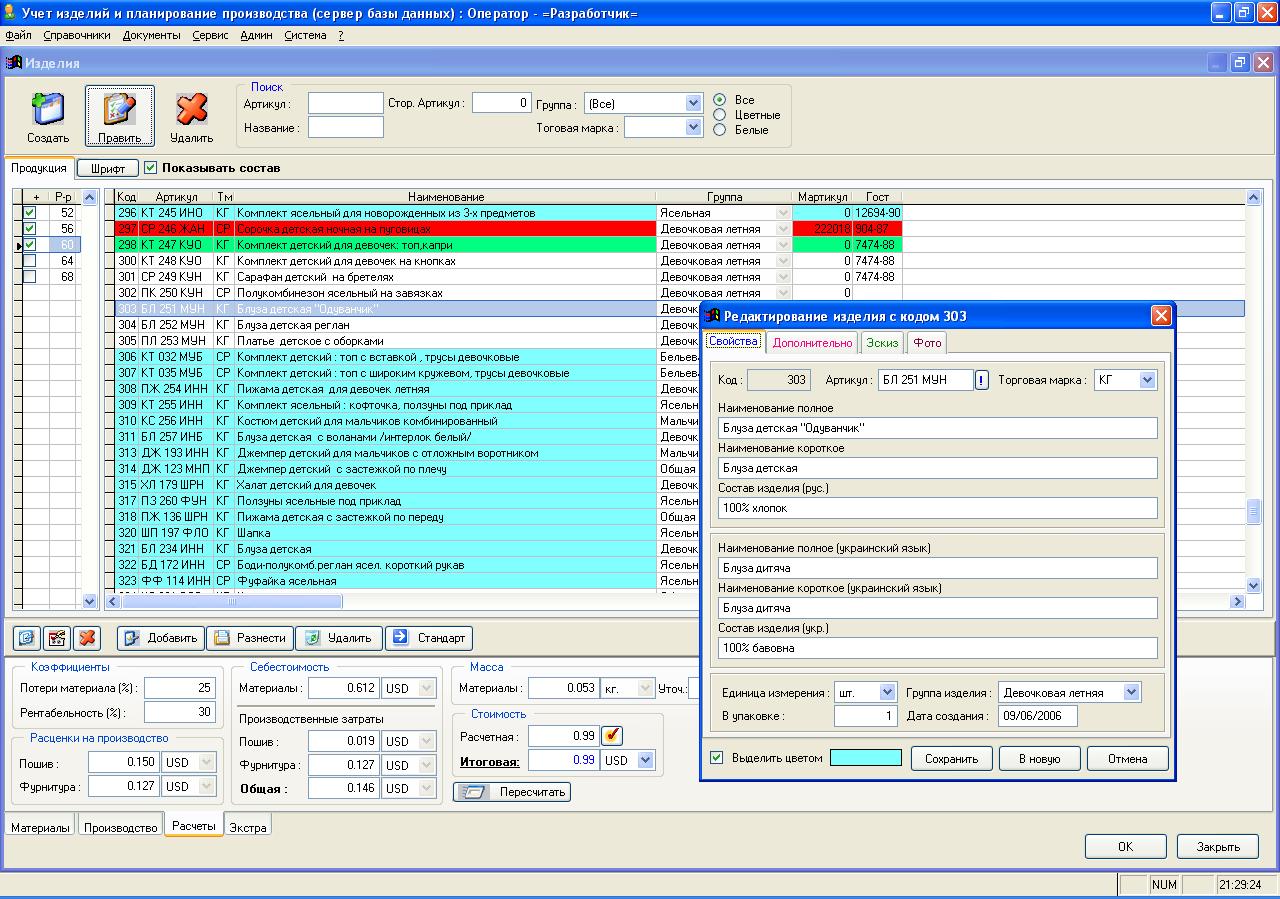 Учет изделий и планирование производства (сервер базы данных) : Оператор - =Разработчик=
Файл Справочники Документы Сервис Админ Система ?
Изделия
Создать Править Удалить
Поиск
Артикул : Стор. Артикул : 0 Группа : (Все)
Название : Тоговая марка :
Все
Цветные
Белые
Продукция Шрифт Показывать состав
+ Р-р
52
56
60
64
68
Код Артикул Тм Наименование Группа Мартикул Гост
296 КТ 245 ИНО КГ Комплект ясельный для новорожденных из 3-х предметов Ясельная 0 12694-90
297 СР 246 ЖАН СР Сорочка детская ночная на пуговицах Девочковая летняя 222018 904-87
298 КТ 247 КУО КГ Комплект детский для девочек: топ,капри Девочковая летняя 0 7474-88
300 КТ 248 КУО КГ Комплект детский для девочек на кнопках Девочковая летняя 0 7474-88
301 СР 249 КУН КГ Сарафан детский на бретелях Девочковая летняя 0 7474-88
302 ПК 250 КУН СР Полукомбинезон ясельный на завязках Девочковая летняя 0
303 БЛ 251 МУН КГ Блуза детская "Одуванчик" Девочк
304 БЛ 252 МУН КГ Блуза детская реглан Девочк
305 ПЛ 253 МУН КГ Платье детское с оборками Девочк
306 КТ 032 МУБ СР Комплект детский : топ с вставкой , трусы девочковые Бельева
307 КТ 035 МУБ СР Комплект детский : топ с широким кружевом, трусы девочковые Бельева
308 ПЖ 254 ИНН КГ Пижама детская для девочек летняя Девочк
309 КТ 255 ИНН КГ Комплект ясельный : кофточка, ползуны под приклад Ясельн
310 КС 256 ИНН КГ Костюм детский для мальчиков комбинированный Мальчи
311 БЛ 257 ИНБ КГ Блуза детская с воланами /интерлок белый/ Девочк
313 ДЖ 193 ИНН КГ Джемпер детский для мальчиков с отложным воротником Мальчи
314 ДЖ 123 МНП КГ Джемпер детский с застежкой по плечу Общая
315 ХЛ 179 ШРН КГ Халат детский для девочек Девочк
317 ПЗ 260 ФУН КГ Ползуны ясельные под приклад Ясельн
318 ПЖ 136 ШРН КГ Пижама детская с застежкой по переду Общая
320 ШП 197 ФЛО КГ Шапка Ясельн
321 БЛ 234 ИНН КГ Блуза детская Девочк
322 БД 172 ИНН СР Боди-полукомб.реглан ясел. короткий рукав Ясельн
323 ФФ 114 ИНН СР Фуфайка ясельная Ясельн
Редактирование изделия с кодом 303
Свойства Дополнительно Эскиз Фото
Код : 303 Артикул : БЛ 251 МУН ! Торговая марка : КГ
Наименование полное
Блуза детская "Одуванчик"
Наименование короткое
Блуза детская
Состав изделия (рус.)
100% хлопок
Наименование полное (украинский язык)
Блуза дитяча
Наименование короткое (украинский язык)
Блуза дитяча
Состав изделия (укр.)
100% бавовна
Единица измерения : шт. Группа изделия : Девочковая летняя
В упаковке : 1 Дата создания : 09/06/2006
Выделить цветом Сохранить В новую Отмена
Добавить Разнести Удалить Стандарт
Коэффициенты
Потери материала (%) : 25
Рентабельность (%) : 30
Расценки на производство
Пошив : 0.150 USD
Фурнитура : 0.127 USD
Себестоимость
Материалы : 0.612 USD
Производственные затраты
Пошив : 0.019 USD
Фурнитура : 0.127 USD
Общая : 0.146 USD
Масса
Материалы : 0.053 кг. Уточ.:
Стоимость
Расчетная : 0.99
Итоговая: 0.99 USD
Пересчитать
Материалы Производство Расчеты Экстра
OK Закрыть
NUM 21:29:24